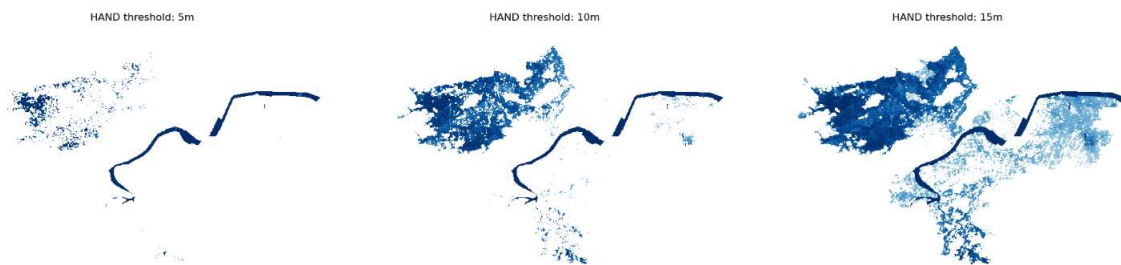 HAND threshold: 5m
HAND threshold: 10m
HAND threshold: 15m